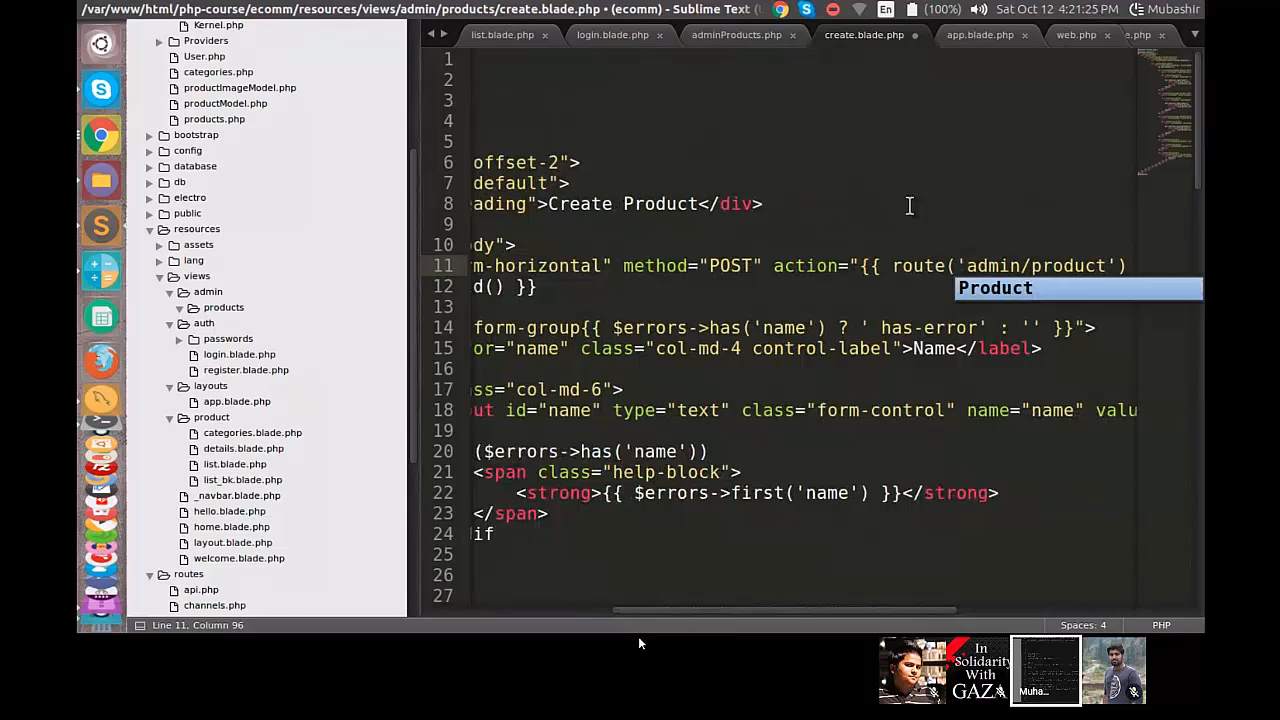 /var/www/html/php-course/ecomm/resources/views/admin/products/create.blade.php • (ecomm) - Sublime Text (
En
(100%)
Sat Oct 12 4:21:25 PM
Mubashir
Kernel.php
Providers
User.php
categories.php
productImageModel.php
productModel.php
products.php
bootstrap
config
database
db
electro
public
resources
assets
lang
views
admin
products
auth
passwords
login.blade.php
register.blade.php
layouts
app.blade.php
product
categories.blade.php
details.blade.php
list.blade.php
list_bk.blade.php
_navbar.blade.php
hello.blade.php
home.blade.php
layout.blade.php
welcome.blade.php
routes
api.php
channels.php
list.blade.php × login.blade.php × adminProducts.php × create.blade.php • app.blade.php × web.php × e.php ×
1
2
3
4
5
6 offset-2">
7 default">
8 ading">Create Product</div>
9
10 dy">
11 m-horizontal" method="POST" action="{{ route('admin/product')
Product
12 d() }}
13
14 form-group{{ $errors->has('name') ? ' has-error' : '' }}">
15 or="name" class="col-md-4 control-label">Name</label>
16
17 ss="col-md-6">
18 ut id="name" type="text" class="form-control" name="name" valu
19
20 ($errors->has('name'))
21 <span class="help-block">
22 <strong>{{ $errors->first('name') }}</strong>
23 </span>
24 dif
25
26
27
Line 11, Column 96
Spaces: 4
PHP
In
Solidarity
With
GAZA
Muha...